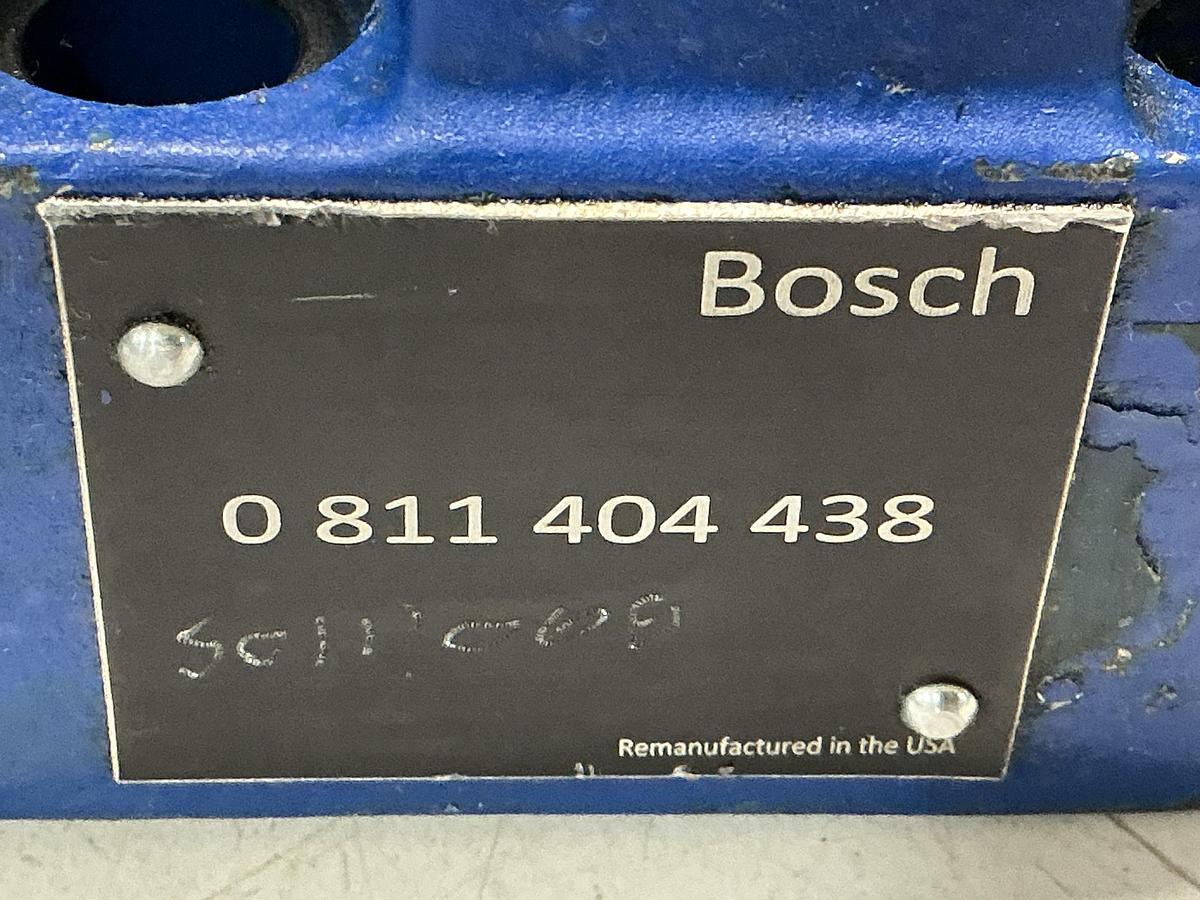 Bosch
0 811 404 438
Remanufactured in the USA